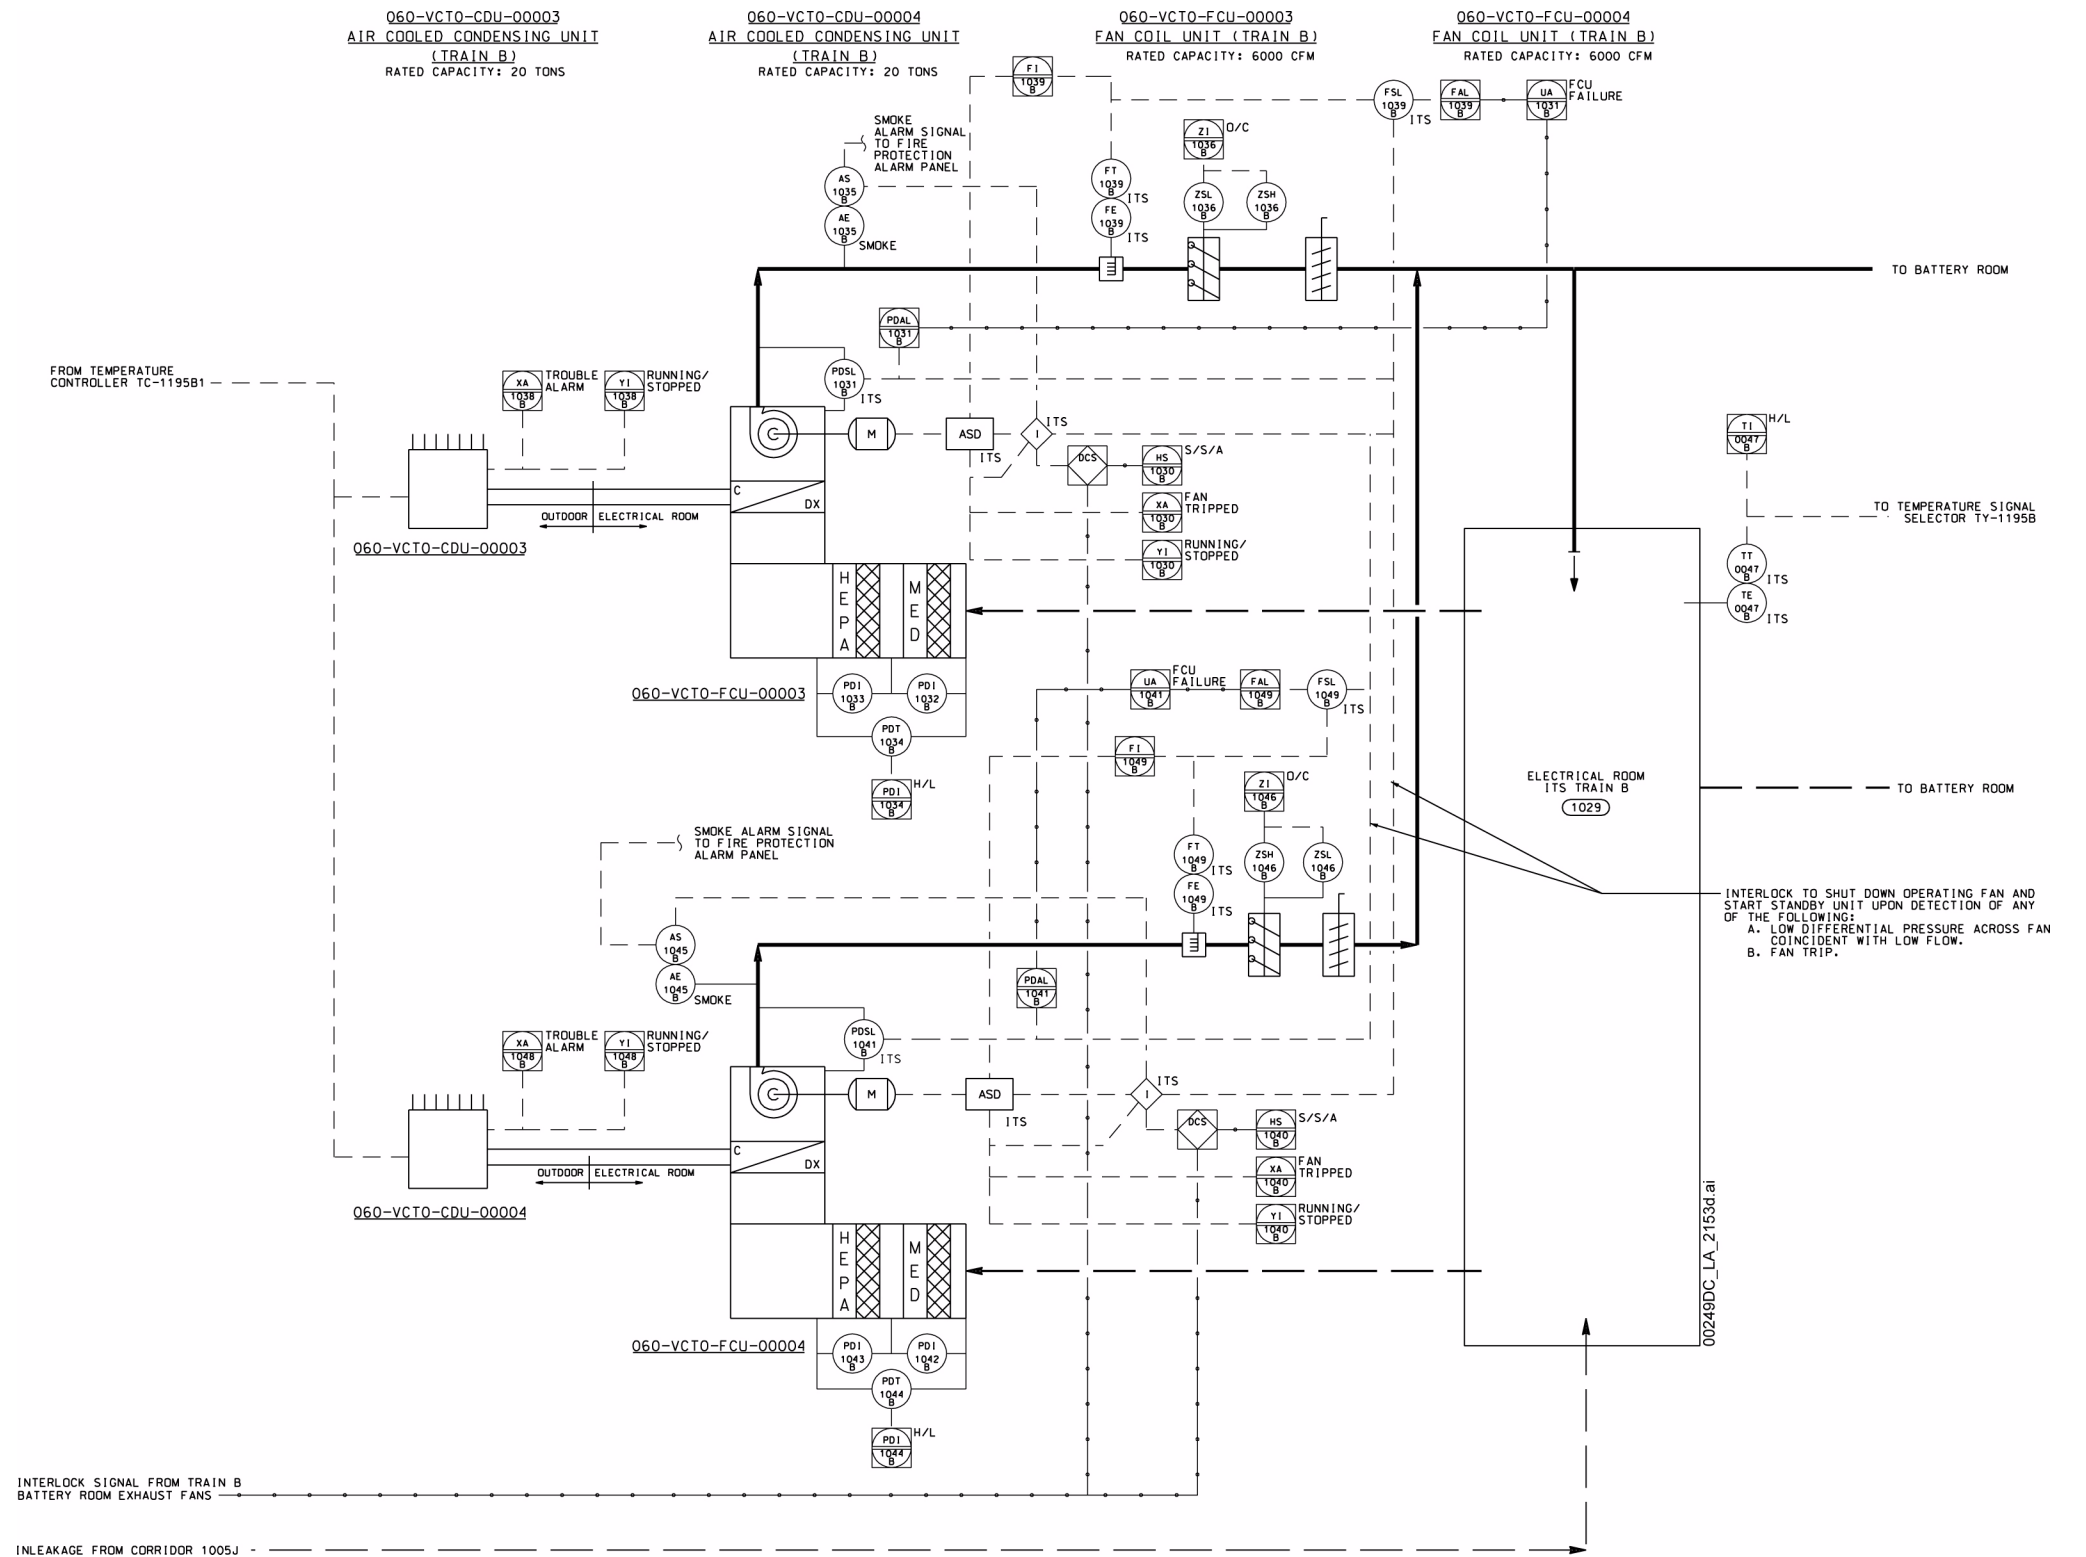 060-VCTO-CDU-00003
AIR COOLED CONDENSING UNIT
(TRAIN B)
RATED CAPACITY: 20 TONS
060-VCTO-CDU-00004
AIR COOLED CONDENSING UNIT
(TRAIN B)
RATED CAPACITY: 20 TONS
060-VCTO-FCU-00003
FAN COIL UNIT (TRAIN B)
RATED CAPACITY: 6000 CFM
060-VCTO-FCU-00004
FAN COIL UNIT (TRAIN B)
RATED CAPACITY: 6000 CFM
FI
1039
B
FSL
1039
B
ITS
FAL
1039
B
UA
1031
B
FCU
FAILURE
SMOKE
ALARM SIGNAL
TO FIRE
PROTECTION
ALARM PANEL
ZI
1036
B
O/C
AS
1035
B
AE
1035
B
SMOKE
FT
1039
B
ITS
FE
1039
B
ITS
ZSL
1036
B
ZSH
1036
B
TO BATTERY ROOM
PDAL
1031
B
FROM TEMPERATURE
CONTROLLER TC-1195B1
XA
1038
B
TROUBLE
ALARM
YI
1038
B
RUNNING/
STOPPED
PDSL
1031
B
ITS
C
M
ASD
ITS
I
ITS
DCS
HS
1030
B
S/S/A
XA
1030
B
FAN
TRIPPED
YI
1030
B
RUNNING/
STOPPED
TI
0047
B
H/L
TO TEMPERATURE SIGNAL
SELECTOR TY-1195B
TT
0047
B
ITS
TE
0047
B
ITS
C
DX
OUTDOOR
ELECTRICAL ROOM
060-VCTO-CDU-00003
HEPA
MED
060-VCTO-FCU-00003
PDI
1033
B
PDI
1032
B
PDT
1034
B
PDI
1034
B
H/L
UA
1041
B
FCU
FAILURE
FAL
1049
B
FSL
1049
B
ITS
FI
1049
B
ZI
1046
B
O/C
ELECTRICAL ROOM
ITS TRAIN B
1029
TO BATTERY ROOM
SMOKE ALARM SIGNAL
TO FIRE PROTECTION
ALARM PANEL
FT
1049
B
ITS
FE
1049
B
ITS
ZSH
1046
B
ZSL
1046
B
INTERLOCK TO SHUT DOWN OPERATING FAN AND
START STANDBY UNIT UPON DETECTION OF ANY
OF THE FOLLOWING:
A. LOW DIFFERENTIAL PRESSURE ACROSS FAN
COINCIDENT WITH LOW FLOW.
B. FAN TRIP.
AS
1045
B
AE
1045
B
SMOKE
PDAL
1041
B
XA
1048
B
TROUBLE
ALARM
YI
1048
B
RUNNING/
STOPPED
PDSL
1041
B
ITS
C
M
ASD
ITS
I
ITS
DCS
HS
1040
B
S/S/A
XA
1040
B
FAN
TRIPPED
YI
1040
B
RUNNING/
STOPPED
C
DX
OUTDOOR
ELECTRICAL ROOM
060-VCTO-CDU-00004
HEPA
MED
060-VCTO-FCU-00004
PDI
1043
B
PDI
1042
B
PDT
1044
B
PDI
1044
B
H/L
00249DC_LA_2153d.ai
INTERLOCK SIGNAL FROM TRAIN B
BATTERY ROOM EXHAUST FANS
INLEAKAGE FROM CORRIDOR 1005J